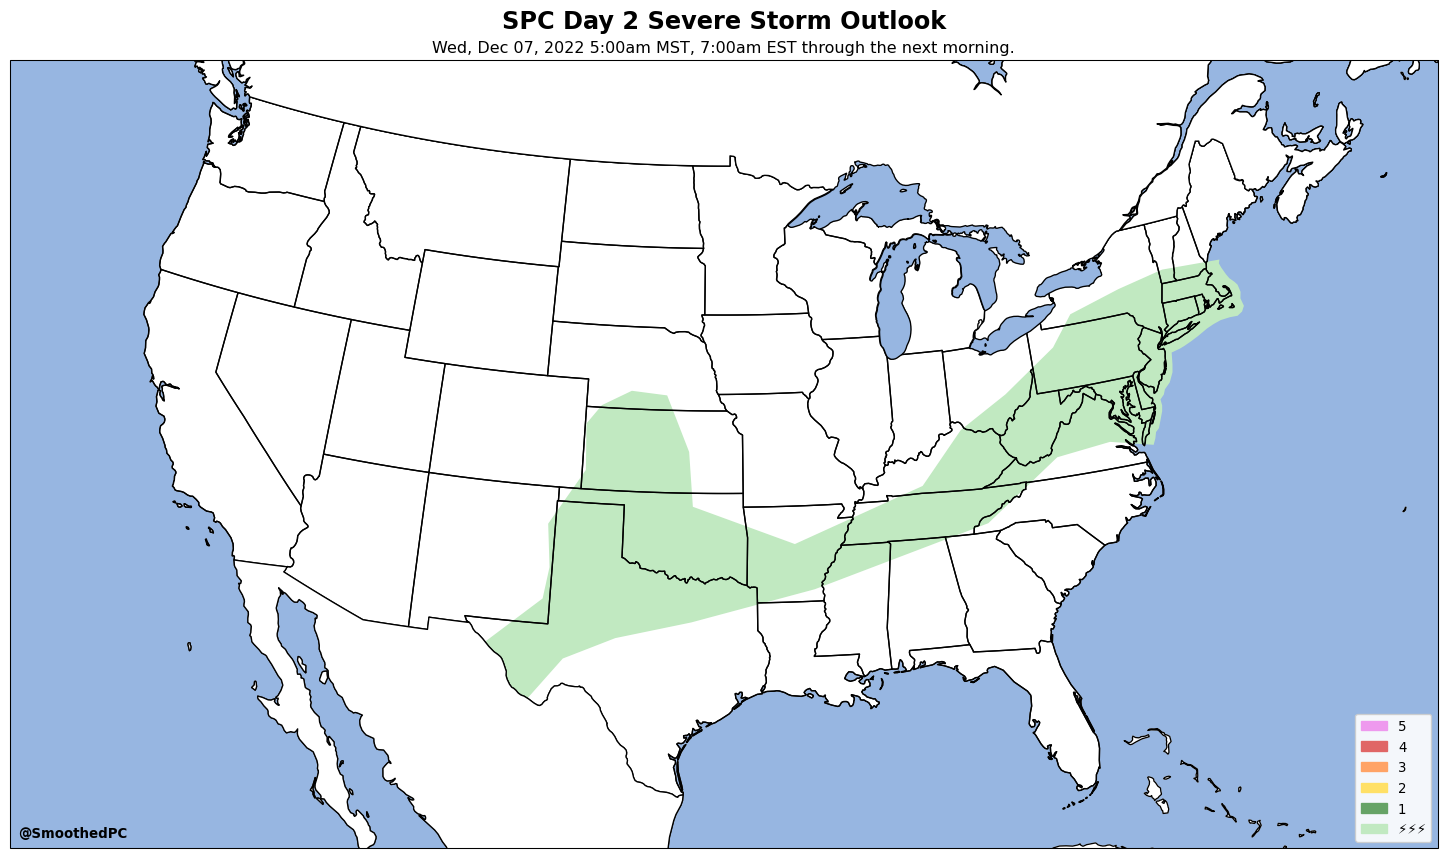 SPC Day 2 Severe Storm Outlook
Wed, Dec 07, 2022 5:00am MST, 7:00am EST through the next morning.
5
4
3
2
1
⚡⚡⚡
@SmoothedPC